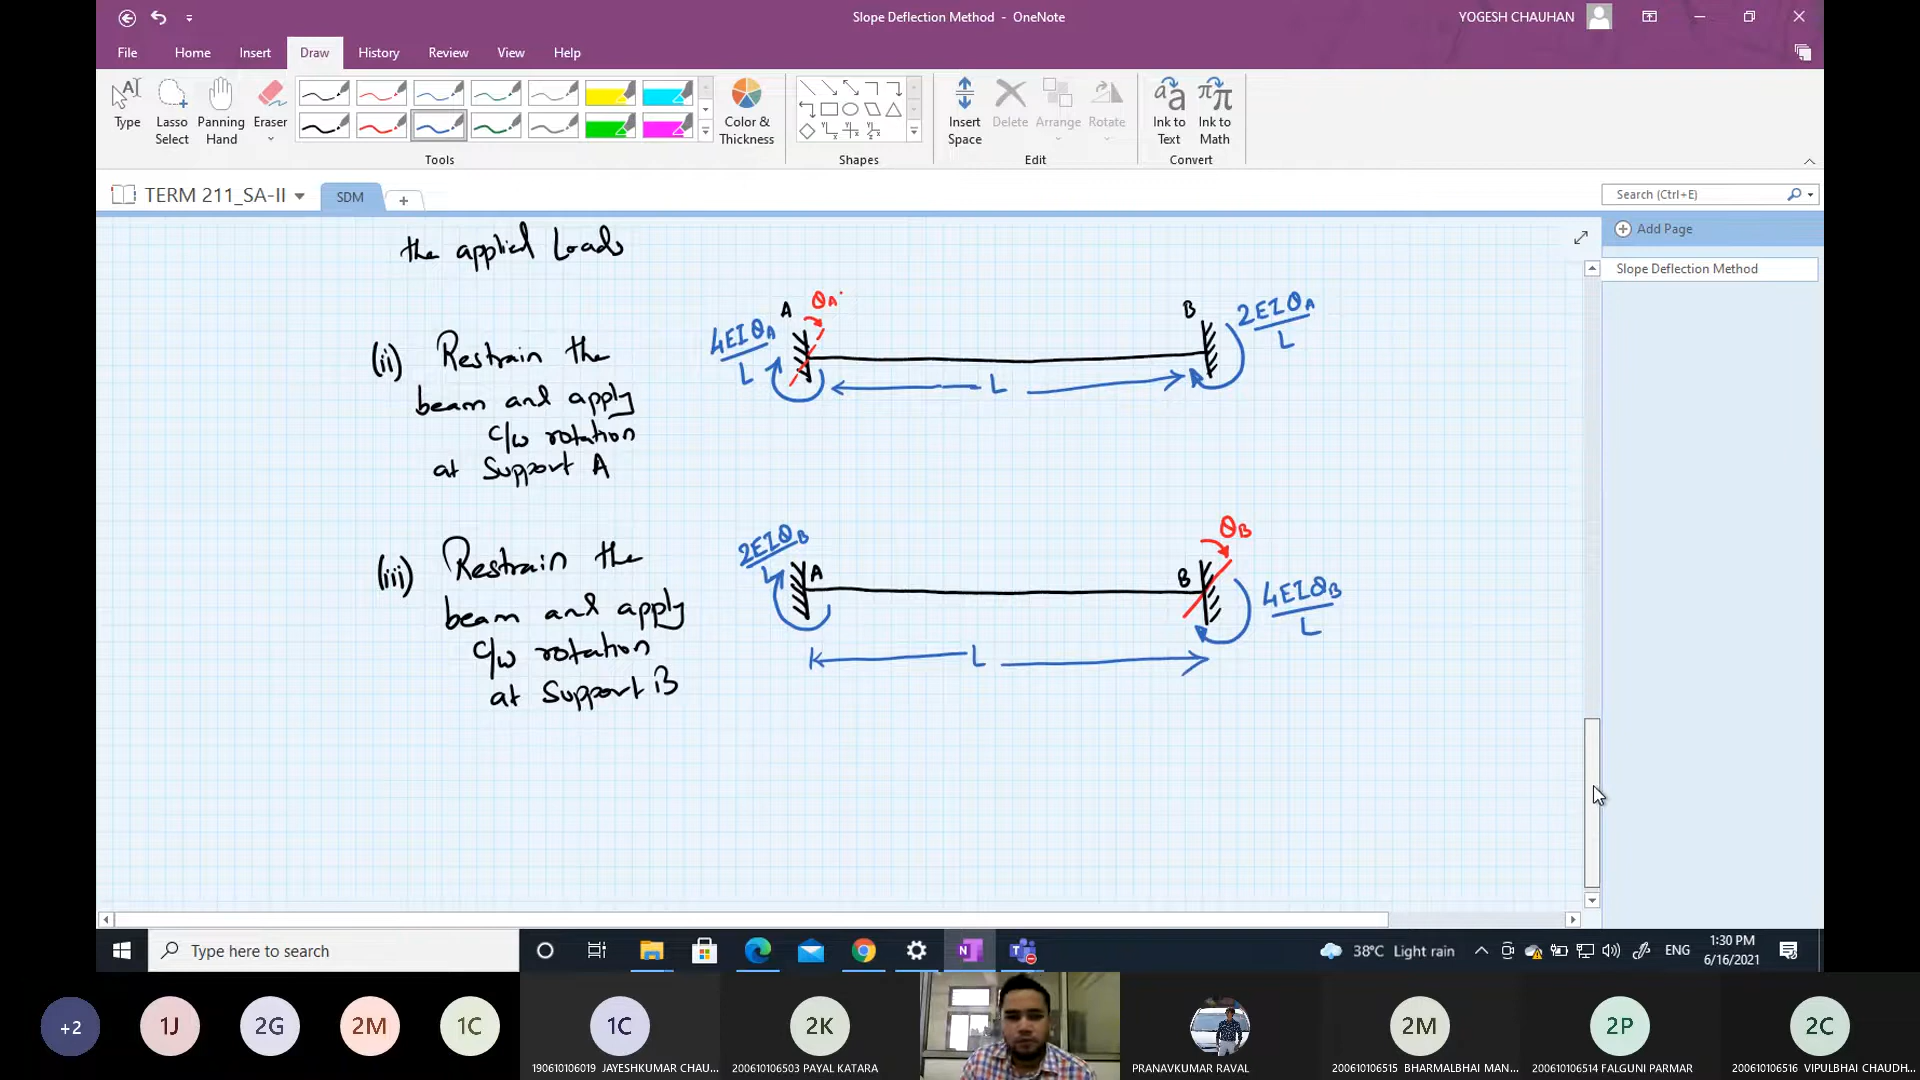 Slope Deflection Method - OneNote
YOGESH CHAUHAN
File Home Insert Draw History Review View Help
Type
Lasso Select
Panning Hand
Eraser
Color & Thickness
Insert Space
Delete
Arrange
Rotate
Ink to Text
Ink to Math
Tools
Shapes
Edit
Convert
TERM 211_SA-II
SDM
+
Search (Ctrl+E)
Add Page
Slope Deflection Method
the applied Loads
(ii) Restrain the
beam and apply
c/w rotation
at Support A
4EIθA
L
A
θA
L
B
2EIθA
L
(iii) Restrain the
beam and apply
c/w rotation
at Support B
2EIθB
L
A
L
B
θB
4EIθB
L
Type here to search
38°C Light rain
ENG
1:30 PM
6/16/2021
+2
1J
2G
2M
1C
1C
190610106019 JAYESHKUMAR CHAU...
2K
200610106503 PAYAL KATARA
PRANAVKUMAR RAVAL
2M
200610106515 BHARMALBHAI MAN...
2P
200610106514 FALGUNI PARMAR
2C
200610106516 VIPULBHAI CHAUDH...